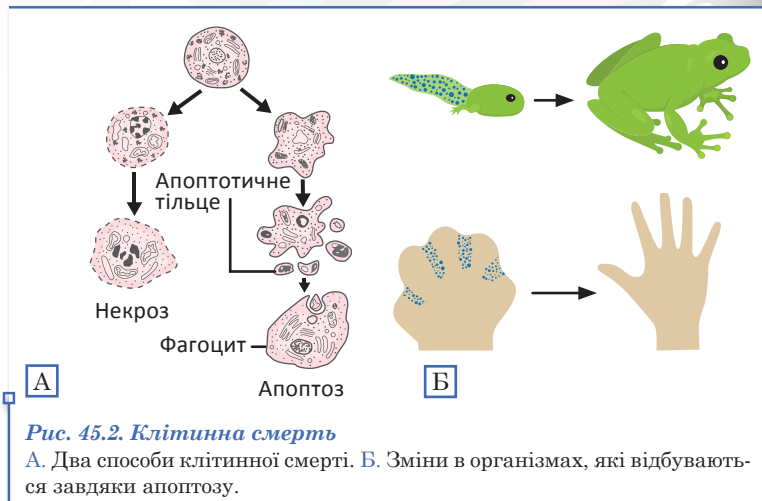 Апоптотичне
тільце
Некроз
Фагоцит
Апоптоз
А
Б
Рис. 45.2. Клітинна смерть
А. Два способи клітинної смерті. Б. Зміни в організмах, які відбувають-
ся завдяки апоптозу.